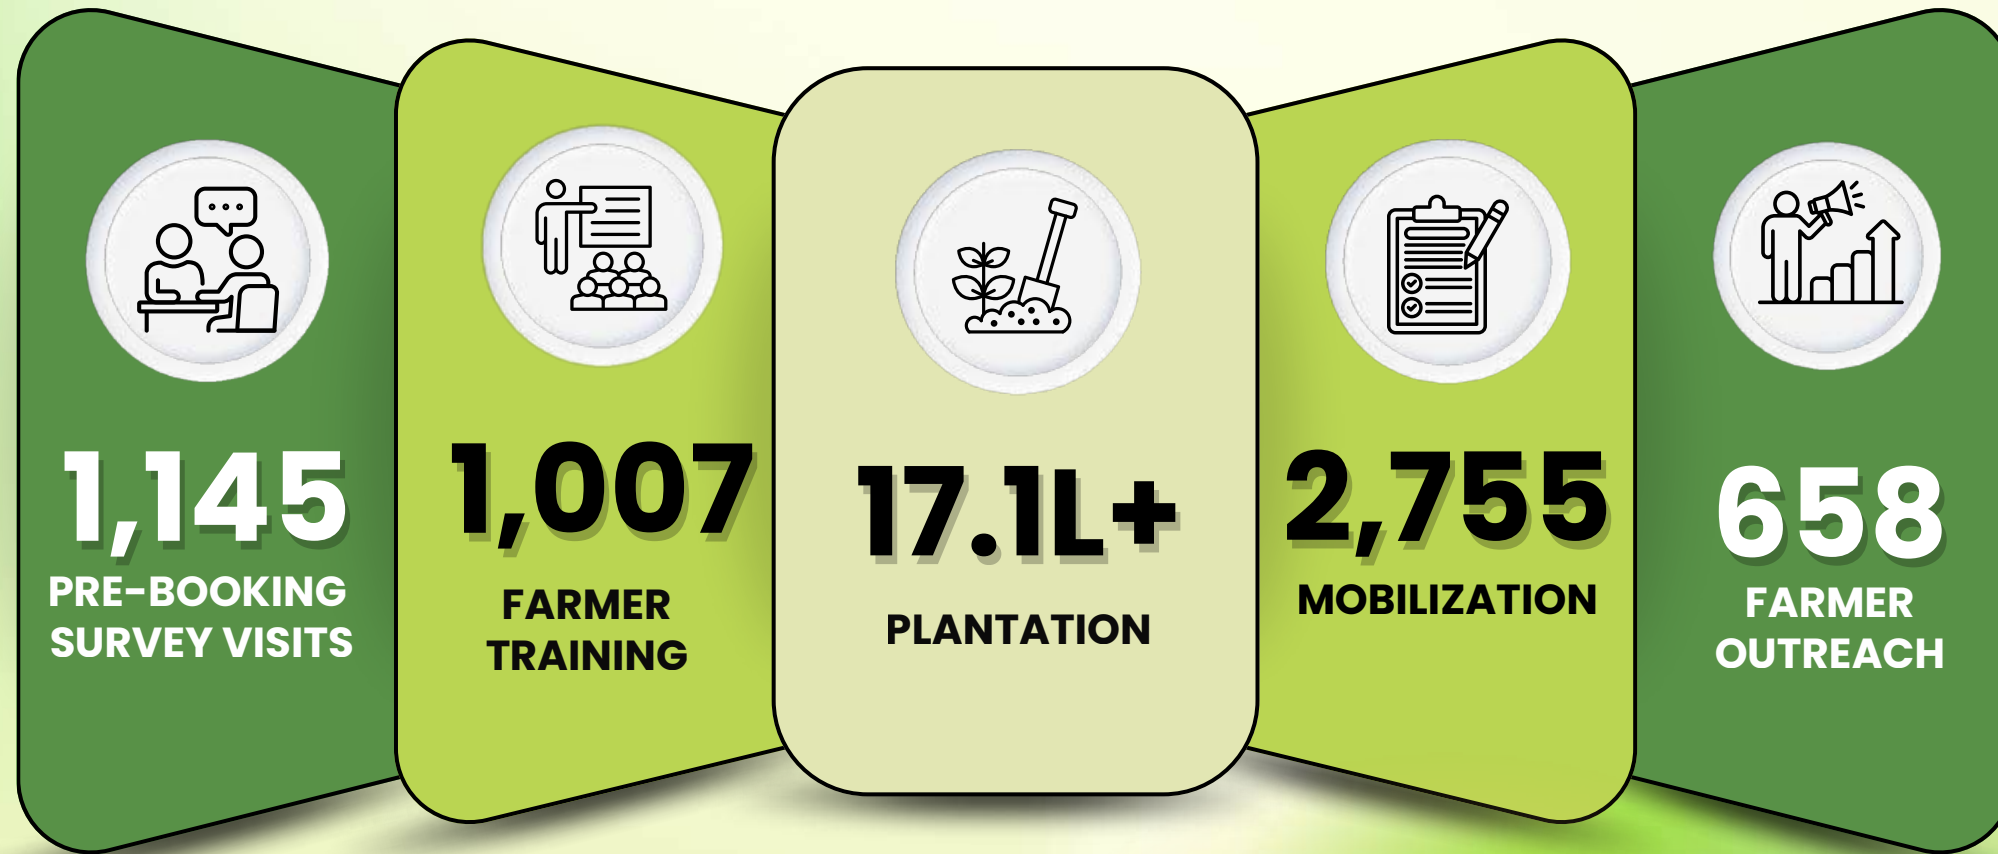 1,145
PRE-BOOKING
SURVEY VISITS
1,007
FARMER
TRAINING
17.1L+
PLANTATION
2,755
MOBILIZATION
658
FARMER
OUTREACH